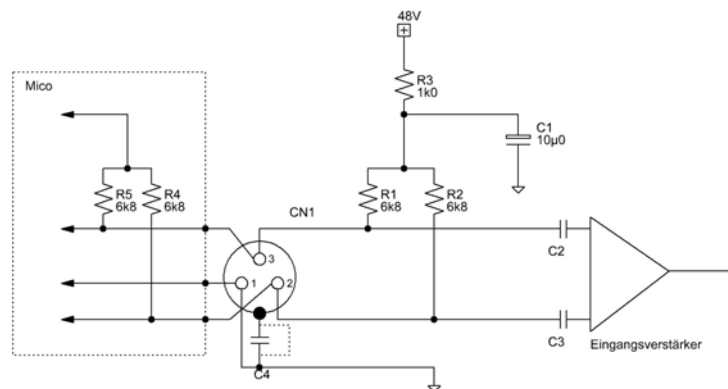 48V
R3
1k0
Mico
C1
10µ0
R5
6k8
R4
6k8
R1
6k8
R2
6k8
CN1
3
1
2
C2
C3
C4
Eingangsverstärker